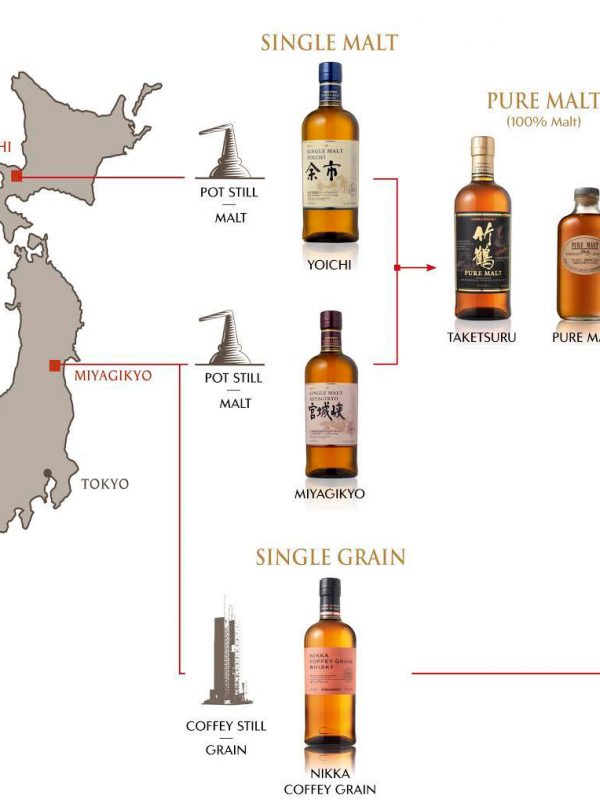 SINGLE MALT
PURE MALT
(100% Malt)
HI
POT STILL
MALT
SINGLE MALT
YOICHI
余市
YOICHI
竹鶴
PURE MALT
TAKETSURU
PURE MALT
PURE MA
MIYAGIKYO
POT STILL
MALT
SINGLE MALT
MIYAGIKYO
宮城峡
MIYAGIKYO
TOKYO
SINGLE GRAIN
COFFEY STILL
GRAIN
NIKKA
COFFEY GRAIN
WHISKY
NIKKA
COFFEY GRAIN